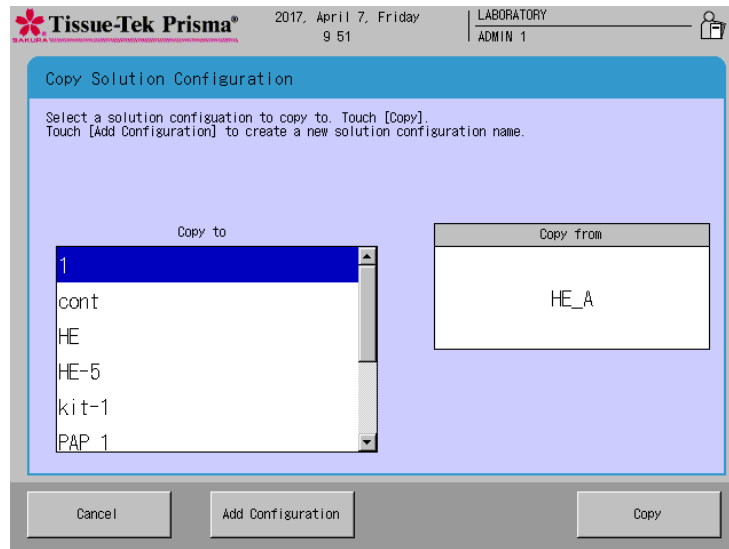 SAKURA
Tissue-Tek Prisma®
2017, April 7, Friday
9 51
LABORATORY
ADMIN 1
Copy Solution Configuration
Select a solution configuation to copy to. Touch [Copy].
Touch [Add Configuration] to create a new solution configuration name.
Copy to
1
cont
HE
HE-5
kit-1
PAP 1
Copy from
HE_A
Cancel
Add Configuration
Copy